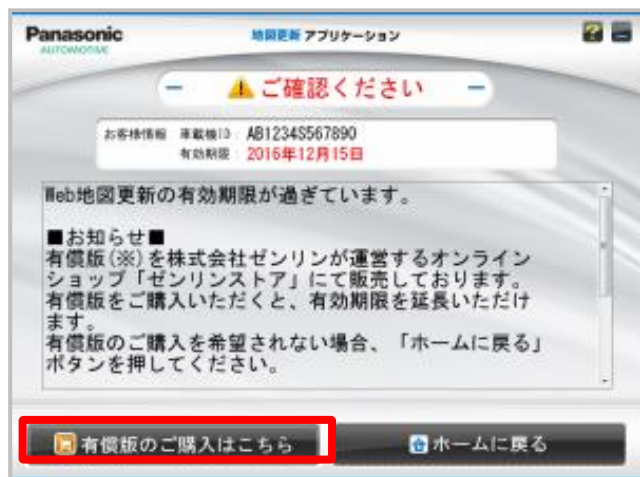 Panasonic
AUTOMOTIVE
地図更新 アプリケーション
?
ご確認ください
お客様情報 車載機ID : AB1234S567890
有効期限 : 2016年12月15日
Web地図更新の有効期限が過ぎています。
■お知らせ■
有償版(※)を株式会社ゼンリンが運営するオンライン
ショップ「ゼンリンストア」にて販売しております。
有償版をご購入いただくと、有効期限を延長いただけ
ます。
有償版のご購入を希望されない場合、「ホームに戻る」
ボタンを押してください。
有償版のご購入はこちら
ホームに戻る